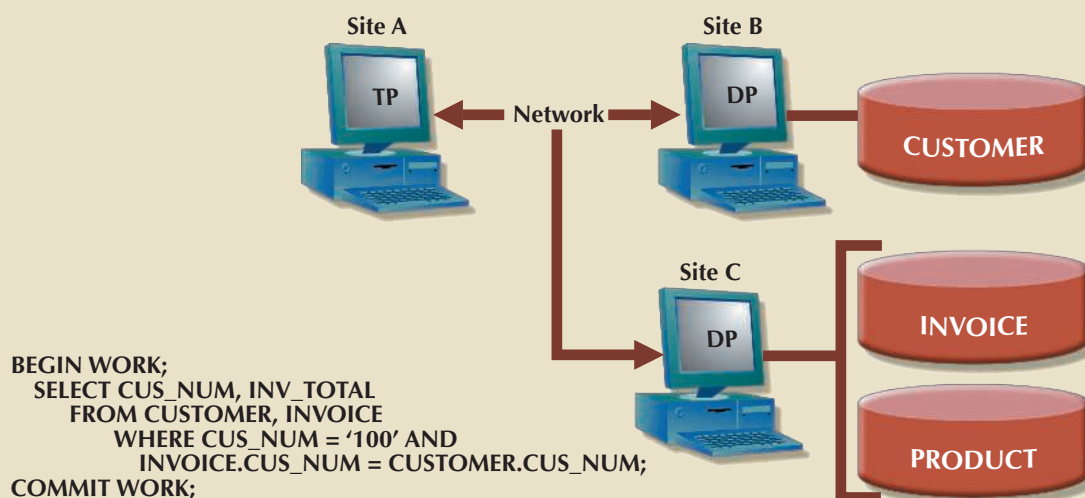 Site A
Site B
TP
Network
DP
CUSTOMER
Site C
DP
INVOICE
PRODUCT
BEGIN WORK;
SELECT CUS_NUM, INV_TOTAL
FROM CUSTOMER, INVOICE
WHERE CUS_NUM = ‘100’ AND
INVOICE.CUS_NUM = CUSTOMER.CUS_NUM;
COMMIT WORK;